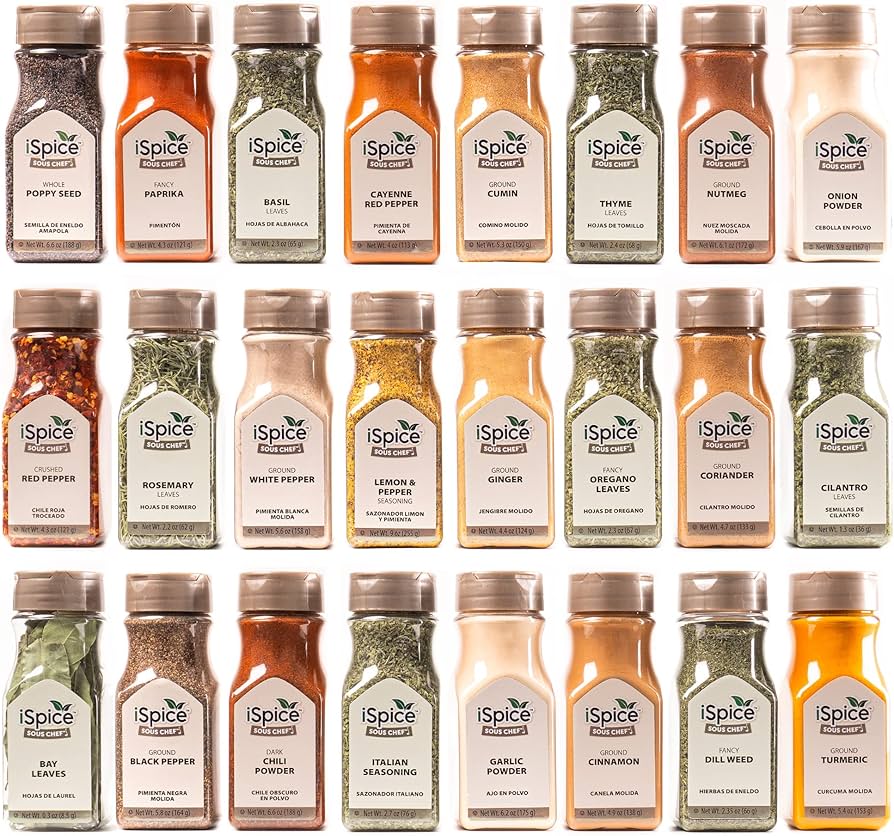 iSpice
SOUS CHEF
WHOLE
POPPY SEED
SEMILLA DE ENELDO
AMAPOLA
Net Wt. 6.6 oz (188 g)
iSpice
SOUS CHEF
FANCY
PAPRIKA
PIMENTÓN
Net Wt. 4.3 oz (121 g)
iSpice
SOUS CHEF
BASIL
LEAVES
HOJAS DE ALBAHACA
Net Wt. 2.3 oz (65 g)
iSpice
SOUS CHEF
CAYENNE
RED PEPPER
PIMIENTA DE
CAYENNA
Net Wt. 4 oz (113 g)
iSpice
SOUS CHEF
GROUND
CUMIN
COMINO MOLIDO
Net Wt. 5.3 oz (150 g)
iSpice
SOUS CHEF
THYME
LEAVES
HOJAS DE TOMILLO
Net Wt. 2.4 oz (68 g)
iSpice
SOUS CHEF
GROUND
NUTMEG
NUEZ MOSCADA
MOLIDA
Net Wt. 6.1 oz (172 g)
iSpice
SOUS CHEF
ONION
POWDER
CEBOLLA EN POLVO
Net Wt. 5.9 oz (167 g)
iSpice
SOUS CHEF
CRUSHED
RED PEPPER
CHILE ROJA
TROCEADO
Net Wt. 4.3 oz (121 g)
iSpice
SOUS CHEF
ROSEMARY
LEAVES
HOJAS DE ROMERO
Net Wt. 2.2 oz (62 g)
iSpice
SOUS CHEF
GROUND
WHITE PEPPER
PIMIENTA BLANCA
MOLIDA
Net Wt. 5.6 oz (158 g)
iSpice
SOUS CHEF
LEMON &
PEPPER
SEASONING
SAZONADOR LIMON
Y PIMIENTA
Net Wt. 9 oz (255 g)
iSpice
SOUS CHEF
GROUND
GINGER
JENGIBRE MOLIDO
Net Wt. 4.4 oz (124 g)
iSpice
SOUS CHEF
FANCY
OREGANO
LEAVES
HOJAS DE OREGANO
Net Wt. 2.3 oz (67 g)
iSpice
SOUS CHEF
GROUND
CORIANDER
CILANTRO MOLIDO
Net Wt. 4.7 oz (133 g)
iSpice
SOUS CHEF
CILANTRO
LEAVES
SEMILLAS DE
CILANTRO
Net Wt. 1.3 oz (36 g)
iSpice
SOUS CHEF
BAY
LEAVES
HOJAS DE LAUREL
Net Wt. 0.3 oz (8.5 g)
iSpice
SOUS CHEF
GROUND
BLACK PEPPER
PIMIENTA NEGRA
MOLIDA
Net Wt. 5.8 oz (164 g)
iSpice
SOUS CHEF
DARK
CHILI
POWDER
CHILE OBSCURO
EN POLVO
Net Wt. 6.6 oz (188 g)
iSpice
SOUS CHEF
ITALIAN
SEASONING
SAZONADOR ITALIANO
Net Wt. 2.7 oz (76 g)
iSpice
SOUS CHEF
GARLIC
POWDER
AJO EN POLVO
Net Wt. 6.2 oz (175 g)
iSpice
SOUS CHEF
GROUND
CINNAMON
CANELA MOLIDA
Net Wt. 4.9 oz (138 g)
iSpice
SOUS CHEF
FANCY
DILL WEED
HIERBAS DE ENELDO
Net Wt. 2.35 oz (66 g)
iSpice
SOUS CHEF
GROUND
TURMERIC
CURCUMA MOLIDA
Net Wt. 5.4 oz (153 g)